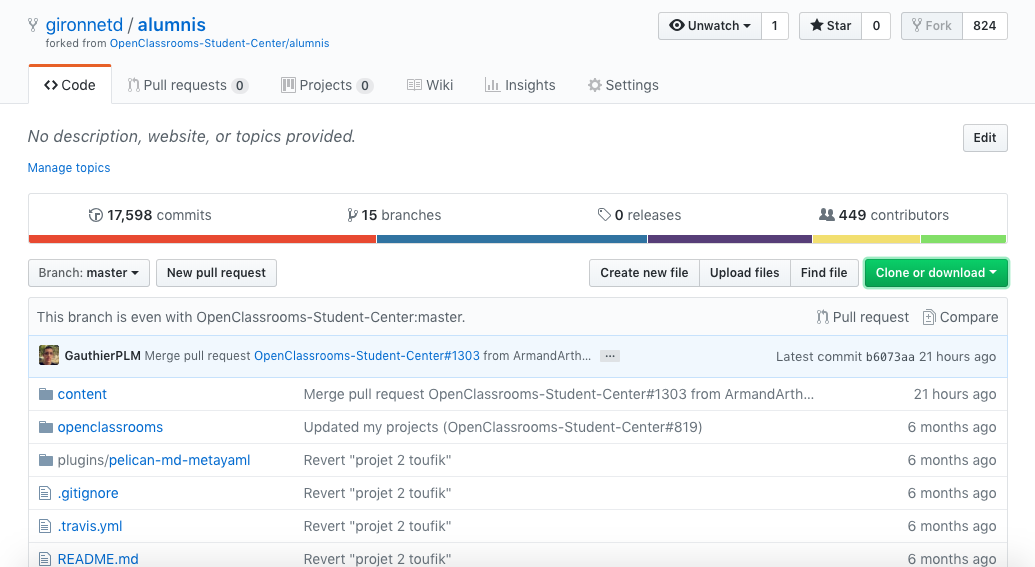 gironnetd / alumnis
Unwatch 1 Star 0 Fork 824
forked from OpenClassrooms-Student-Center/alumnis
Code Pull requests 0 Projects 0 Wiki Insights Settings
No description, website, or topics provided. Edit
Manage topics
17,598 commits 15 branches 0 releases 449 contributors
Branch: master New pull request Create new file Upload files Find file Clone or download
This branch is even with OpenClassrooms-Student-Center:master. Pull request Compare
GauthierPLM Merge pull request OpenClassrooms-Student-Center#1303 from ArmandArth... ... Latest commit b6073aa 21 hours ago
content Merge pull request OpenClassrooms-Student-Center#1303 from ArmandArth... 21 hours ago
openclassrooms Updated my projects (OpenClassrooms-Student-Center#819) 6 months ago
plugins/pelican-md-metayaml Revert "projet 2 toufik" 6 months ago
.gitignore Revert "projet 2 toufik" 6 months ago
.travis.yml Revert "projet 2 toufik" 6 months ago
README.md Revert "projet 2 toufik" 6 months ago